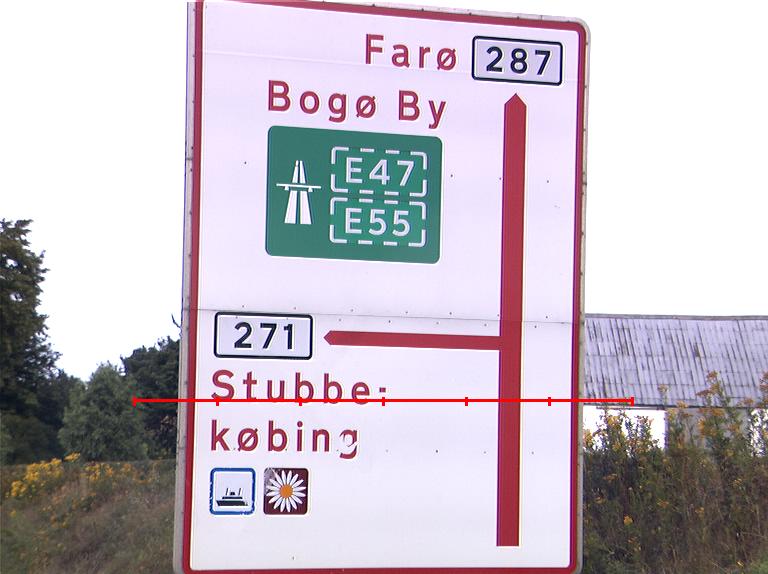 Farø 287
Bogø By
E47
E55
271
Stubbe-
købing